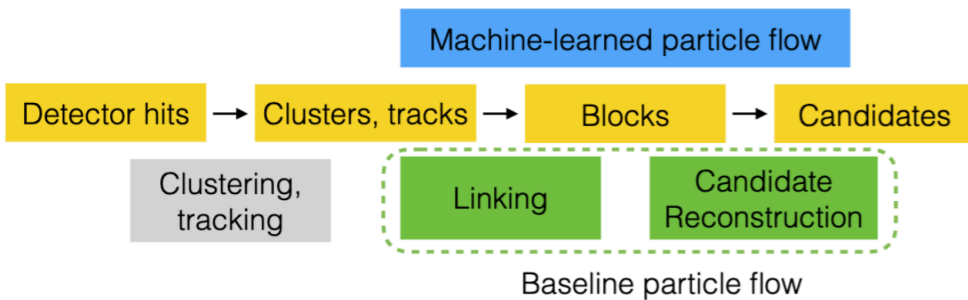 Machine-learned particle flow
Detector hits
Clusters, tracks
Blocks
Candidates
Clustering,
tracking
Linking
Candidate
Reconstruction
Baseline particle flow